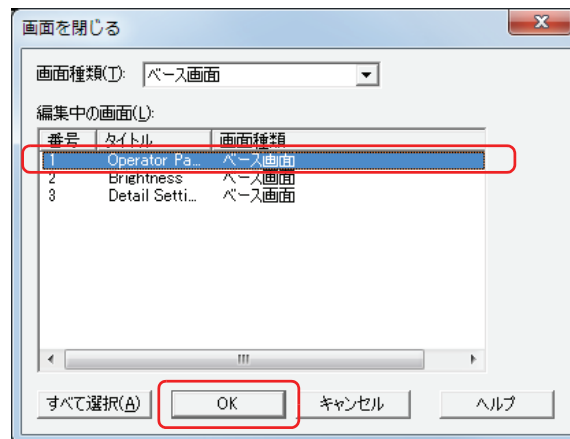 画面を閉じる
画面種類(T): ベース画面
編集中の画面(L):
番号 タイトル 画面種類
1 Operator Pa... ベース画面
2 Brightness ベース画面
3 Detail Setti... ベース画面
すべて選択(A) OK キャンセル ヘルプ